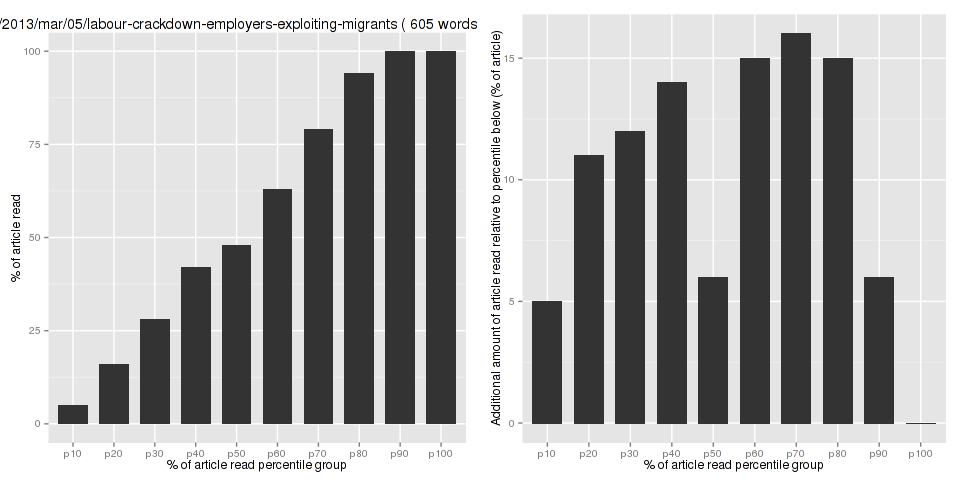 /2013/mar/05/labour-crackdown-employers-exploiting-migrants ( 605 words
% of article read
100
75
50
25
0
p10 p20 p30 p40 p50 p60 p70 p80 p90 p100
% of article read percentile group
Additional amount of article read relative to percentile below (% of article)
15
10
5
0
p10 p20 p30 p40 p50 p60 p70 p80 p90 p100
% of article read percentile group